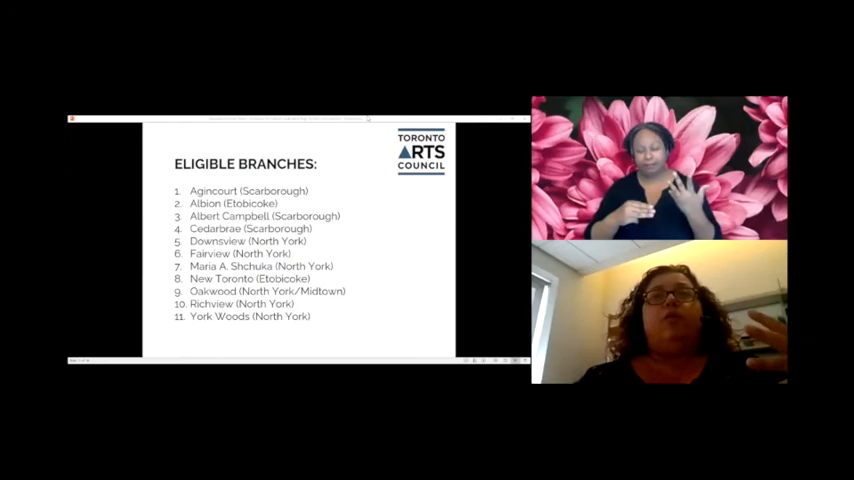 TORONTO
ARTS
COUNCIL
ELIGIBLE BRANCHES:
1. Agincourt (Scarborough)
2. Albion (Etobicoke)
3. Albert Campbell (Scarborough)
4. Cedarbrae (Scarborough)
5. Downsview (North York)
6. Fairview (North York)
7. Maria A. Shchuka (North York)
8. New Toronto (Etobicoke)
9. Oakwood (North York/Midtown)
10. Richview (North York)
11. York Woods (North York)